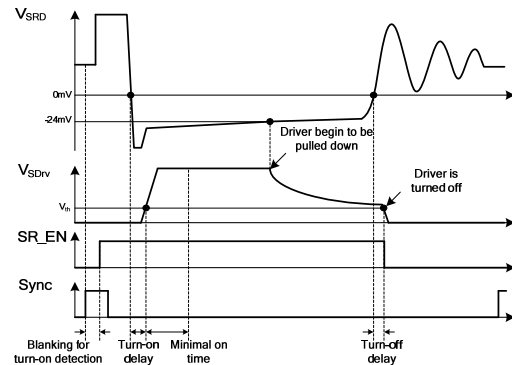 VSRD
0mV
-24mV
Driver begin to be
pulled down
VSDrv
Driver is
turned off
Vth
SR_EN
Sync
Blanking for
turn-on detection
Turn-on
delay
Minimal on
time
Turn-off
delay